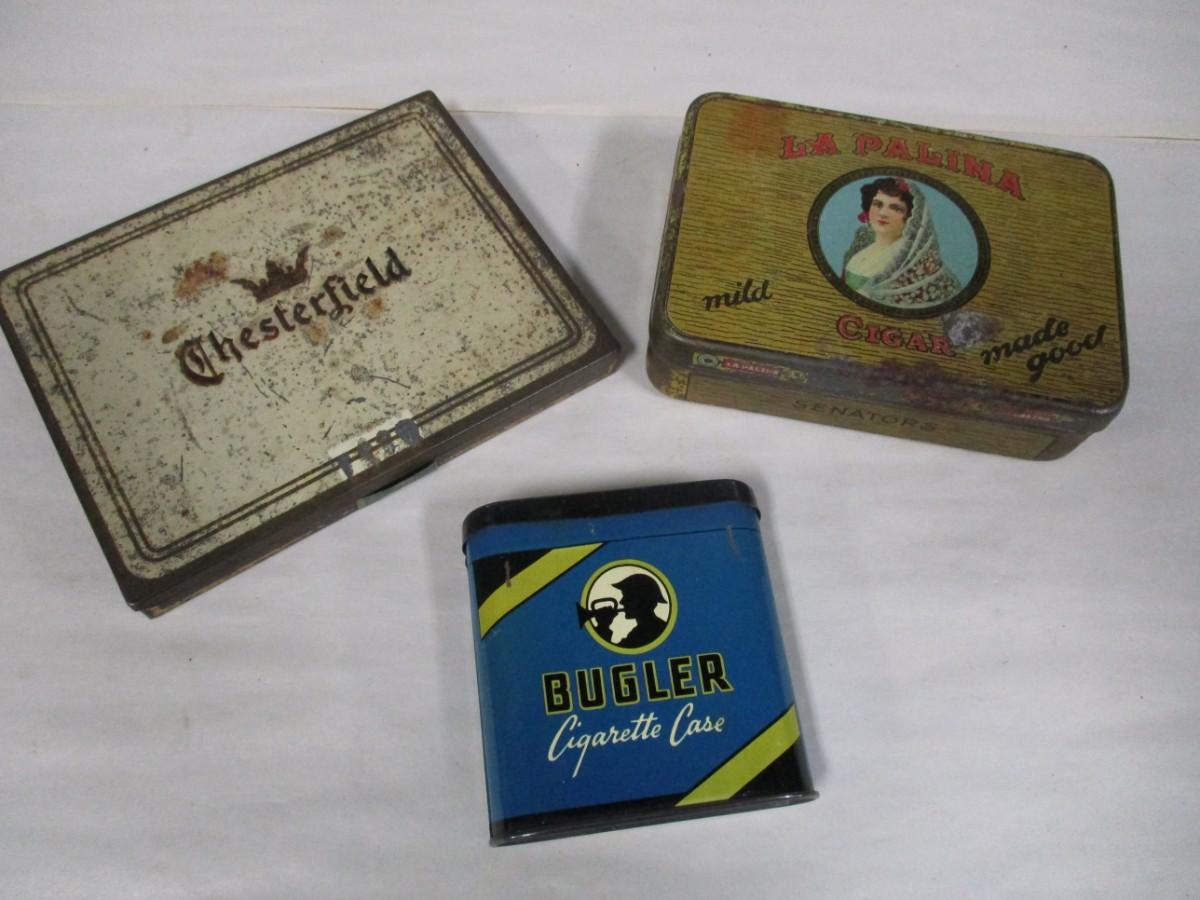 Chesterfield
LA PALINA
mild
CIGAR
made
good
LA PALINA
SENATORS
BUGLER
Cigarette Case